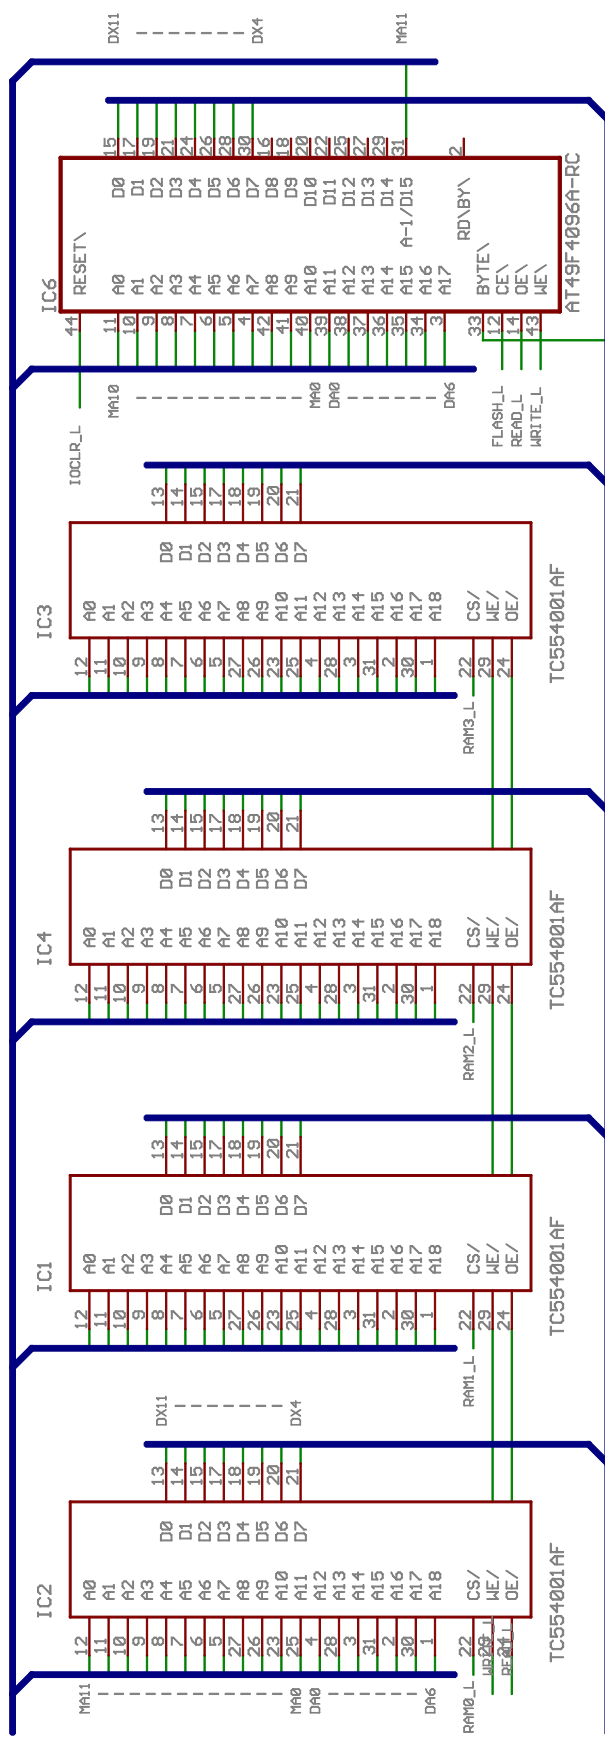 DX11
DX4
MA11
15
17
19
21
24
26
28
30
16
18
20
22
25
27
29
31
2
IC6
RESET\
D0
D1
D2
D3
D4
D5
D6
D7
D8
D9
D10
D11
D12
D13
D14
A-1/D15
RD\BY\
A0
A1
A2
A3
A4
A5
A6
A7
A8
A9
A10
A11
A12
A13
A14
A15
A16
A17
BYTE\
CE\
OE\
WE\
AT49F4096A-RC
44
11
10
9
8
7
6
5
4
42
41
40
39
38
37
36
35
34
3
33
12
14
43
IOCLR_L
MA10
MA0
DA0
DA6
FLASH_L
READ_L
WRITE_L
13
14
15
17
18
19
20
21
IC3
D0
D1
D2
D3
D4
D5
D6
D7
A0
A1
A2
A3
A4
A5
A6
A7
A8
A9
A10
A11
A12
A13
A14
A15
A16
A17
A18
CS/
WE/
OE/
TC554001AF
12
11
10
9
8
7
6
5
27
26
23
25
4
28
3
31
2
30
1
22
29
24
RAM3_L
13
14
15
17
18
19
20
21
IC4
D0
D1
D2
D3
D4
D5
D6
D7
A0
A1
A2
A3
A4
A5
A6
A7
A8
A9
A10
A11
A12
A13
A14
A15
A16
A17
A18
CS/
WE/
OE/
TC554001AF
12
11
10
9
8
7
6
5
27
26
23
25
4
28
3
31
2
30
1
22
29
24
RAM2_L
13
14
15
17
18
19
20
21
IC1
D0
D1
D2
D3
D4
D5
D6
D7
A0
A1
A2
A3
A4
A5
A6
A7
A8
A9
A10
A11
A12
A13
A14
A15
A16
A17
A18
CS/
WE/
OE/
TC554001AF
12
11
10
9
8
7
6
5
27
26
23
25
4
28
3
31
2
30
1
22
29
24
RAM1_L
DX11
DX4
13
14
15
17
18
19
20
21
IC2
D0
D1
D2
D3
D4
D5
D6
D7
A0
A1
A2
A3
A4
A5
A6
A7
A8
A9
A10
A11
A12
A13
A14
A15
A16
A17
A18
CS/
WE/
OE/
TC554001AF
12
11
10
9
8
7
6
5
27
26
23
25
4
28
3
31
2
30
1
22
MA11
MA0
DA0
DA6
RAM0_L